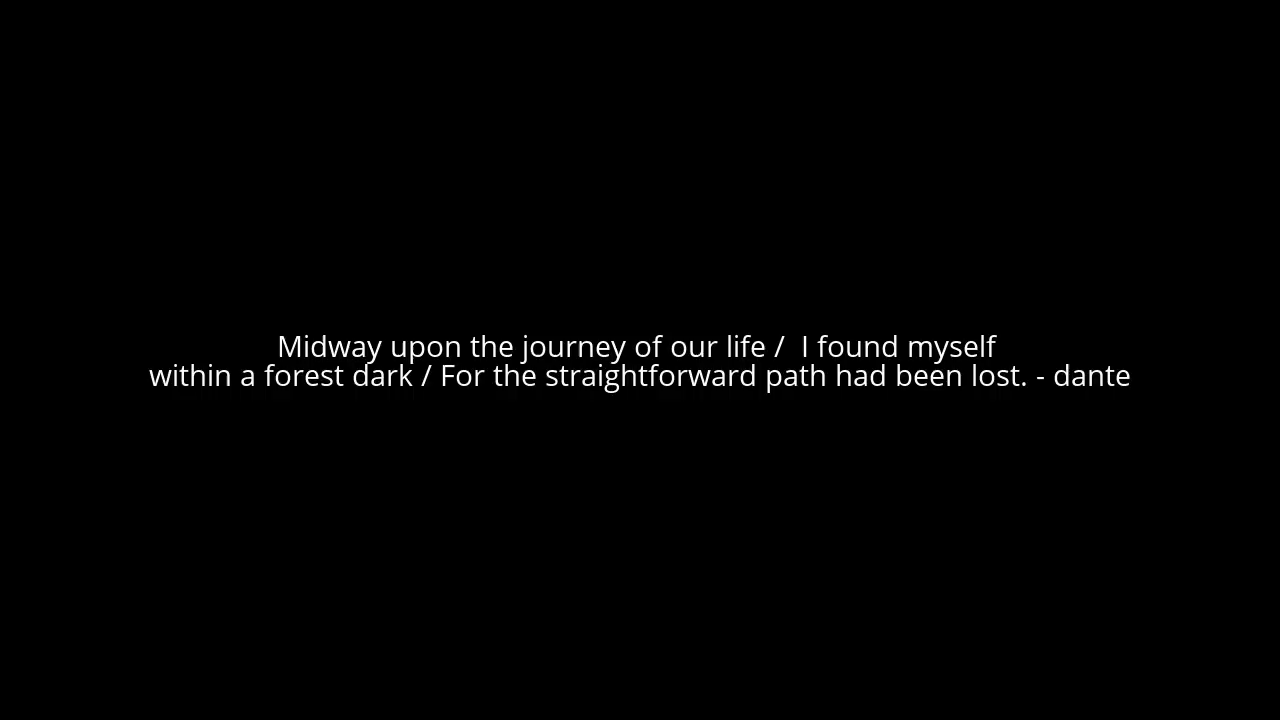 Midway upon the journey of our life /  I found myself
within a forest dark / For the straightforward path had been lost. - dante